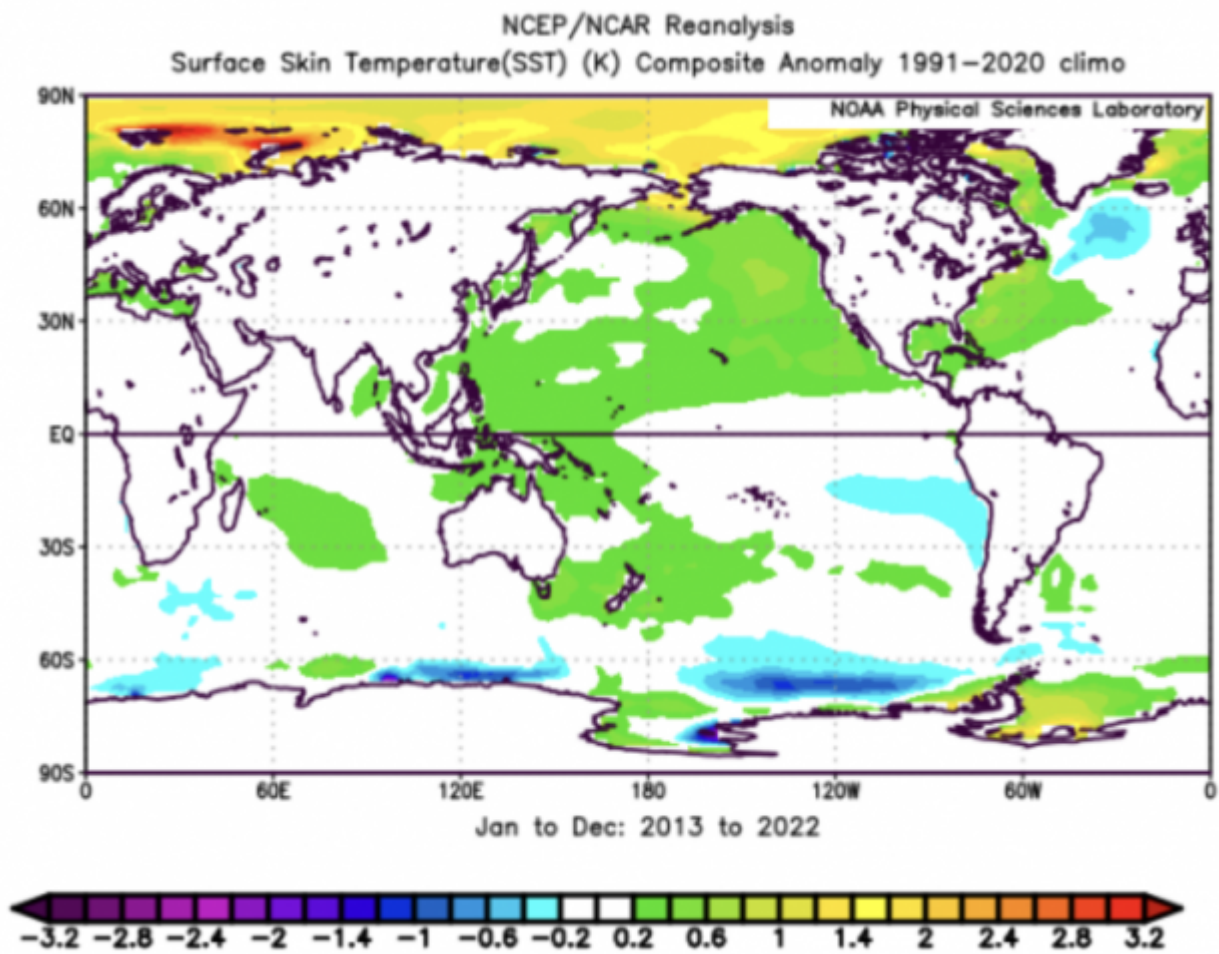 NCEP/NCAR Reanalysis
Surface Skin Temperature(SST) (K) Composite Anomaly 1991-2020 climo
NOAA Physical Sciences Laboratory
90N
60N
30N
EQ
30S
60S
90S
0 60E 120E 180 120W 60W 0
Jan to Dec: 2013 to 2022
-3.2 -2.8 -2.4 -2 -1.4 -1 -0.6 -0.2 0.2 0.6 1 1.4 2 2.4 2.8 3.2